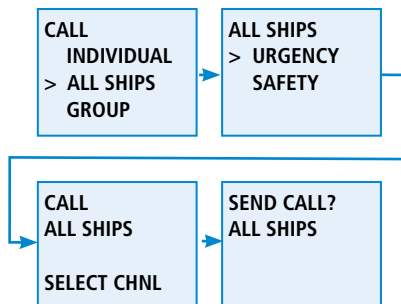 CALL
INDIVIDUAL
> ALL SHIPS
GROUP
ALL SHIPS
> URGENCY
SAFETY
CALL
ALL SHIPS
SELECT CHNL
SEND CALL?
ALL SHIPS